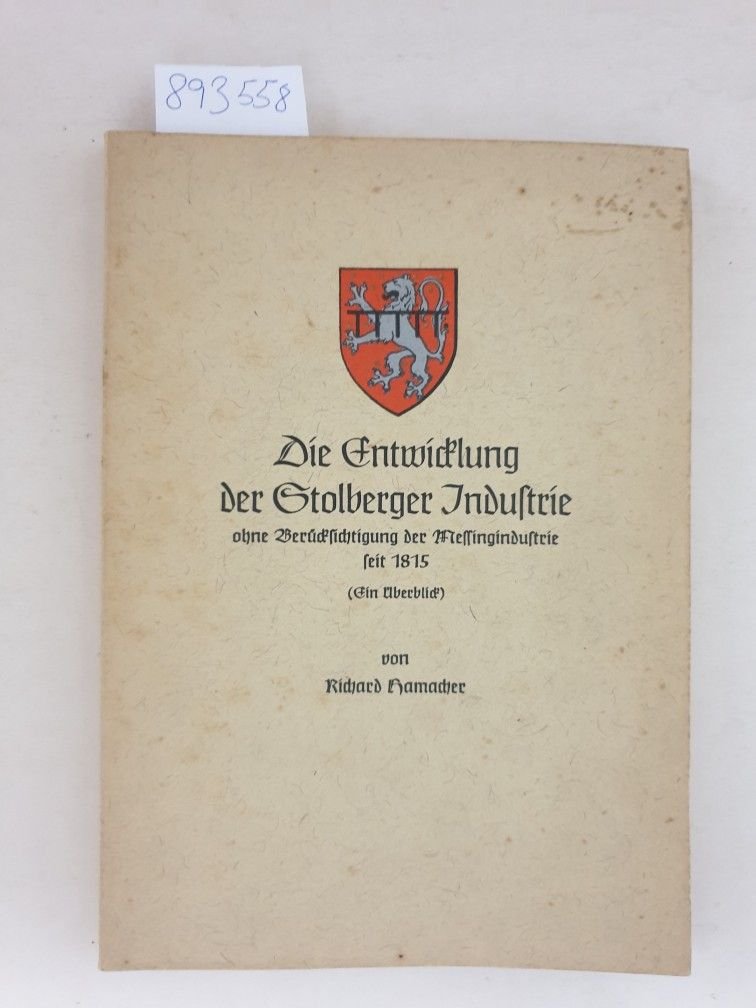 893558
Die Entwicklung
der Stolberger Industrie
ohne Berücksichtigung der Messingindustrie
seit 1815
(Ein Überblick)
von
Richard Hamacher